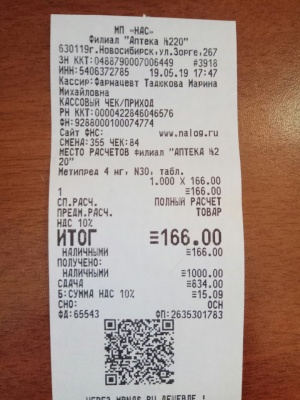 МП «НАС»
Филиал "Аптека №220"
630119г.Новосибирск,ул.Зорге,267
ЗН ККТ:0488790007006449 #3918
ИНН:5406372785 19.05.19 17:47
Кассир:Фармацевт Тадюкова Марина
Михайловна
КАССОВЫЙ ЧЕК/ПРИХОД
РН ККТ:0000422846046576
ФН:9288000100074774
Сайт ФНС: www.nalog.ru
СМЕНА:355 ЧЕК:84
МЕСТО РАСЧЕТОВ Филиал "АПТЕКА №2
20"
Метипред 4 мг, N30, табл.
1.000 × 166.00
1 ≡166.00
СП.РАСЧ. ПОЛНЫЙ РАСЧЕТ
ПРЕДМ.РАСЧ. ТОВАР
НДС 10%
ИТОГ ≡166.00
НАЛИЧНЫМИ ≡166.00
ПОЛУЧЕНО:
НАЛИЧНЫМИ ≡1000.00
СДАЧА ≡834.00
Б:СУММА НДС 10% ≡15.09
СНО: ОСН
ФД:65543 ФП:2635301783